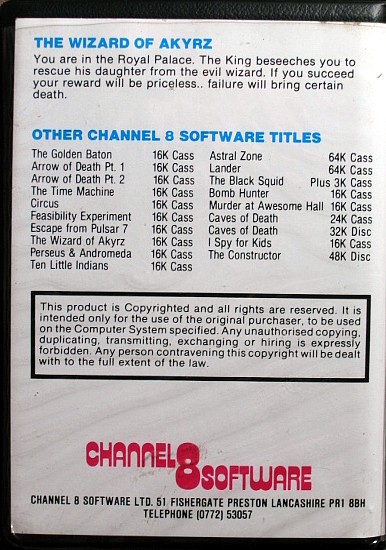 THE WIZARD OF AKYRZ
You are in the Royal Palace. The King beseeches you to
rescue his daughter from the evil wizard. If you succeed
your reward will be priceless.. failure will bring certain
death.
OTHER CHANNEL 8 SOFTWARE TITLES
The Golden Baton 16K Cass
Arrow of Death Pt. 1 16K Cass
Arrow of Death Pt. 2 16K Cass
The Time Machine 16K Cass
Circus 16K Cass
Feasibility Experiment 16K Cass
Escape from Pulsar 7 16K Cass
The Wizard of Akyrz 16K Cass
Perseus & Andromeda 16K Cass
Ten Little Indians 16K Cass
Astral Zone 64K Cass
Lander 64K Cass
The Black Squid Plus 3K Cass
Bomb Hunter 16K Cass
Murder at Awesome Hall 16K Cass
Caves of Death 24K Cass
Caves of Death 32K Disc
I Spy for Kids 16K Cass
The Constructor 48K Disc
This product is Copyrighted and all rights are reserved. It is
intended only for the use of the original purchaser, to be used
on the Computer System specified. Any unauthorised copying,
duplicating, transmitting, exchanging or hiring is expressly
forbidden. Any person contravening this copyright will be dealt
with to the full extent of the law.
CHANNEL 8 SOFTWARE
CHANNEL 8 SOFTWARE LTD. 51 FISHERGATE PRESTON LANCASHIRE PR1 8BH
TELEPHONE (0772) 53057